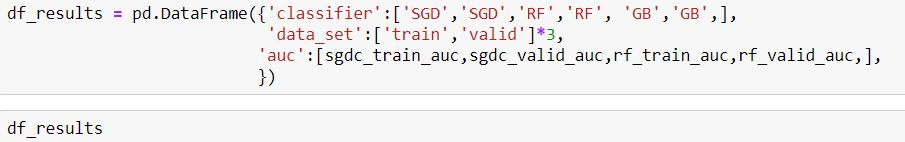 df_results = pd.DataFrame({'classifier':['SGD','SGD','RF','RF', 'GB','GB',],
'data_set':['train','valid']*3,
'auc':[sgdc_train_auc,sgdc_valid_auc,rf_train_auc,rf_valid_auc,],
})
df_results